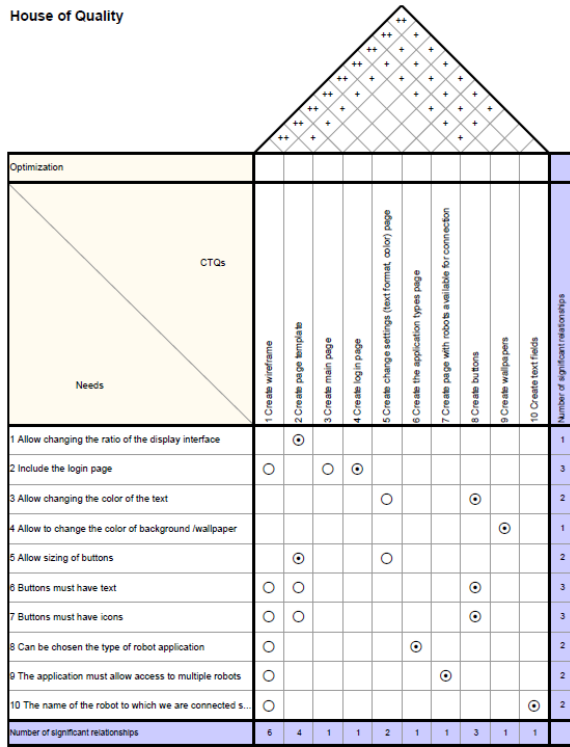 House of Quality
++
++ +
++ + +
++ + + +
++ + + + +
++ + + + +
++ + + + +
++ + + +
++ + +
Optimization
CTQs
Needs
1 Create wireframe
2 Create page template
3 Create main page
4 Create login page
5 Create change settings (text format, color) page
6 Create the application types page
7 Create page with robots available for connection
8 Create buttons
9 Create wallpapers
10 Create text fields
Number of significant relationships
1 Allow changing the ratio of the display interface 1
2 Include the login page 3
3 Allow changing the color of the text 2
4 Allow to change the color of background /wallpaper 1
5 Allow sizing of buttons 2
6 Buttons must have text 3
7 Buttons must have icons 3
8 Can be chosen the type of robot application 2
9 The application must allow access to multiple robots 2
10 The name of the robot to which we are connected s... 2
Number of significant relationships 6 4 1 1 2 1 1 3 1 1